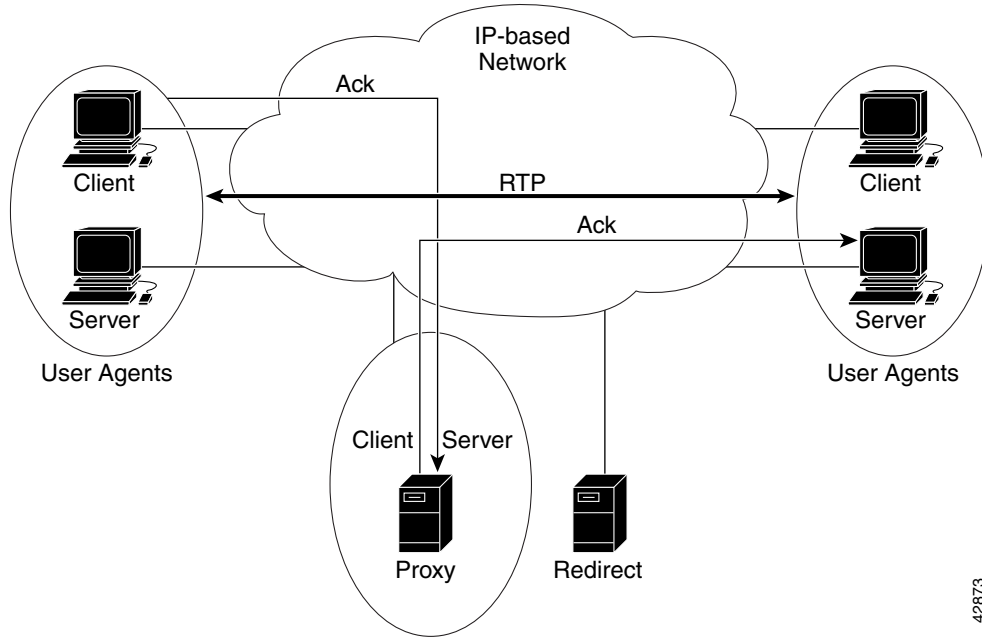 IP-based
Network
Ack
Client
Client
RTP
Ack
Server
Server
User Agents
User Agents
Client
Server
Proxy
Redirect
42873